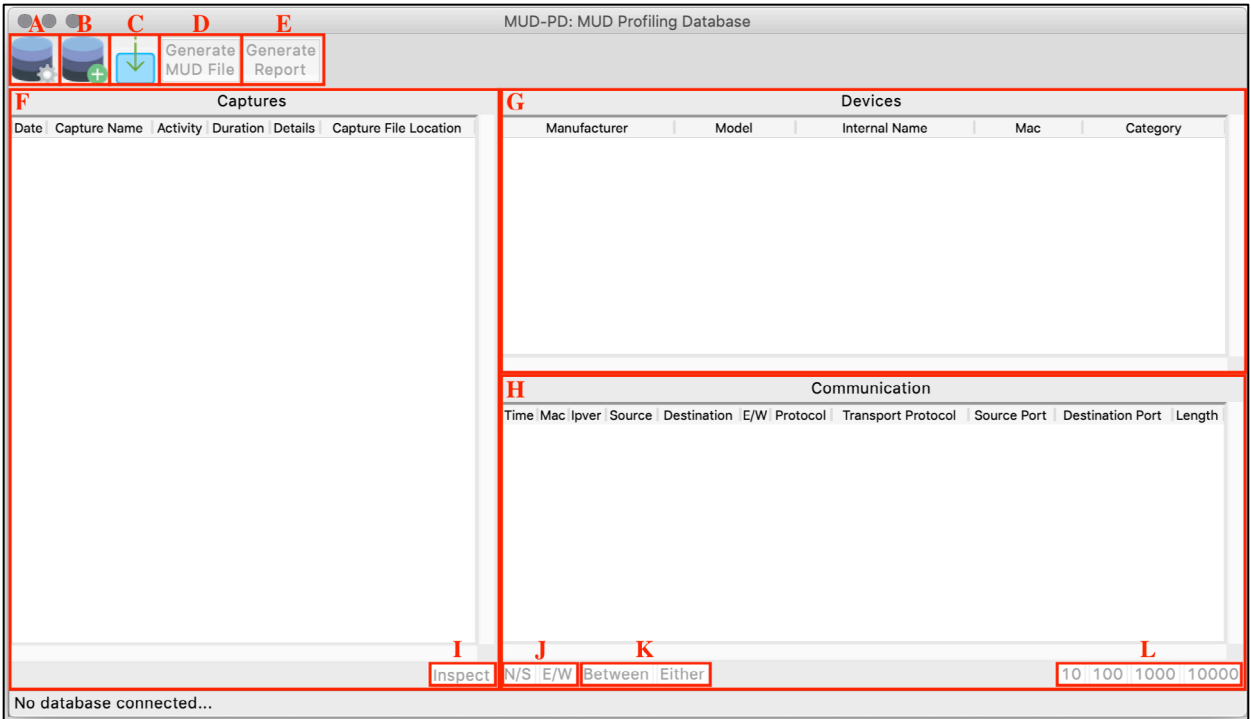 MUD-PD: MUD Profiling Database
A B C D E
Generate MUD File
Generate Report
F Captures
Date Capture Name Activity Duration Details Capture File Location
G Devices
Manufacturer Model Internal Name Mac Category
H Communication
Time Mac Ipver Source Destination E/W Protocol Transport Protocol Source Port Destination Port Length
I J K L
Inspect N/S E/W Between Either 10 100 1000 10000
No database connected...